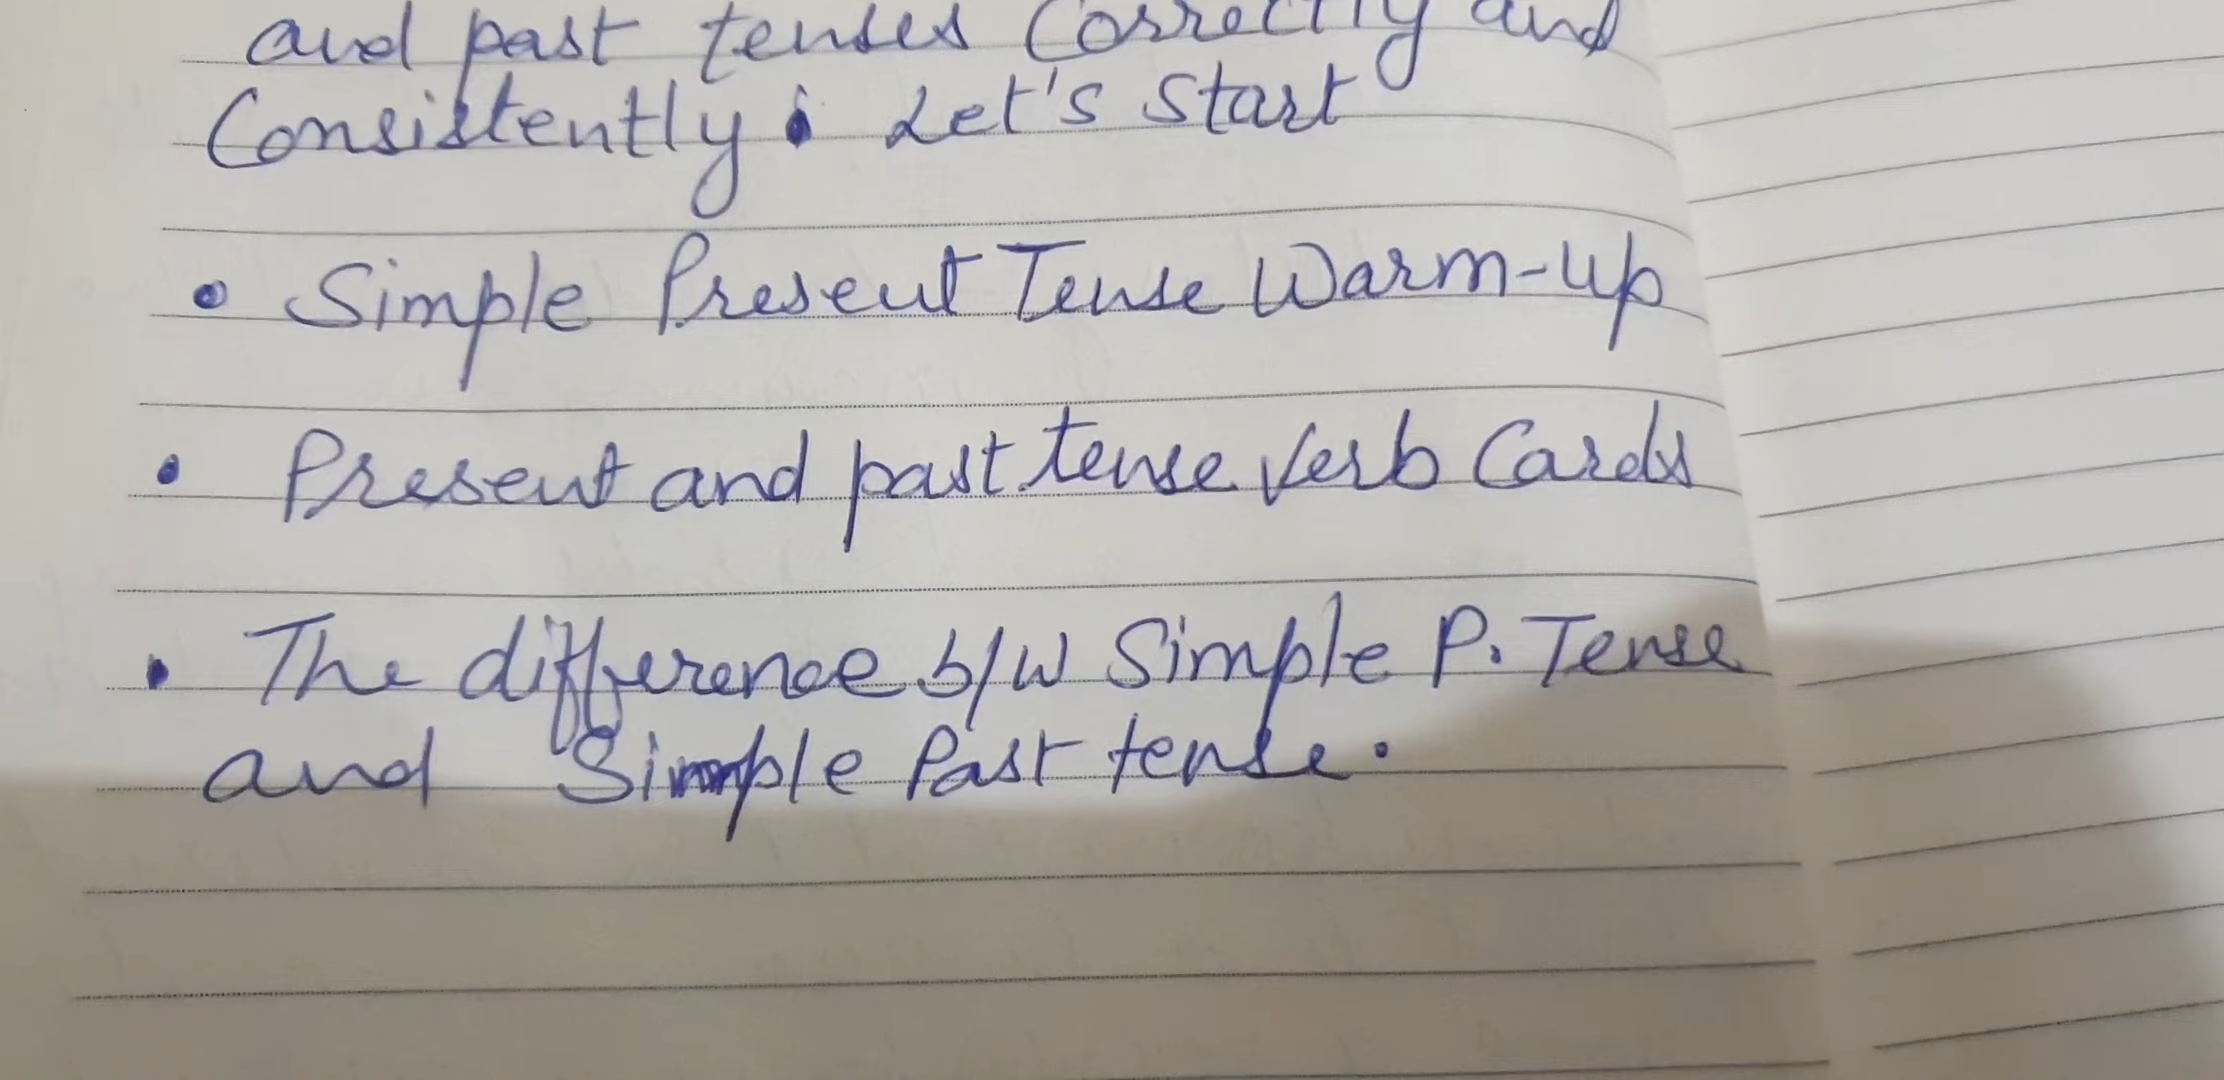 and past tenses Correctly and
Consistently. Let's start
• Simple Present Tense Warm-up
• Present and past tense verb Cards
• The difference b/w Simple P. Tense
and Simple Past tense.